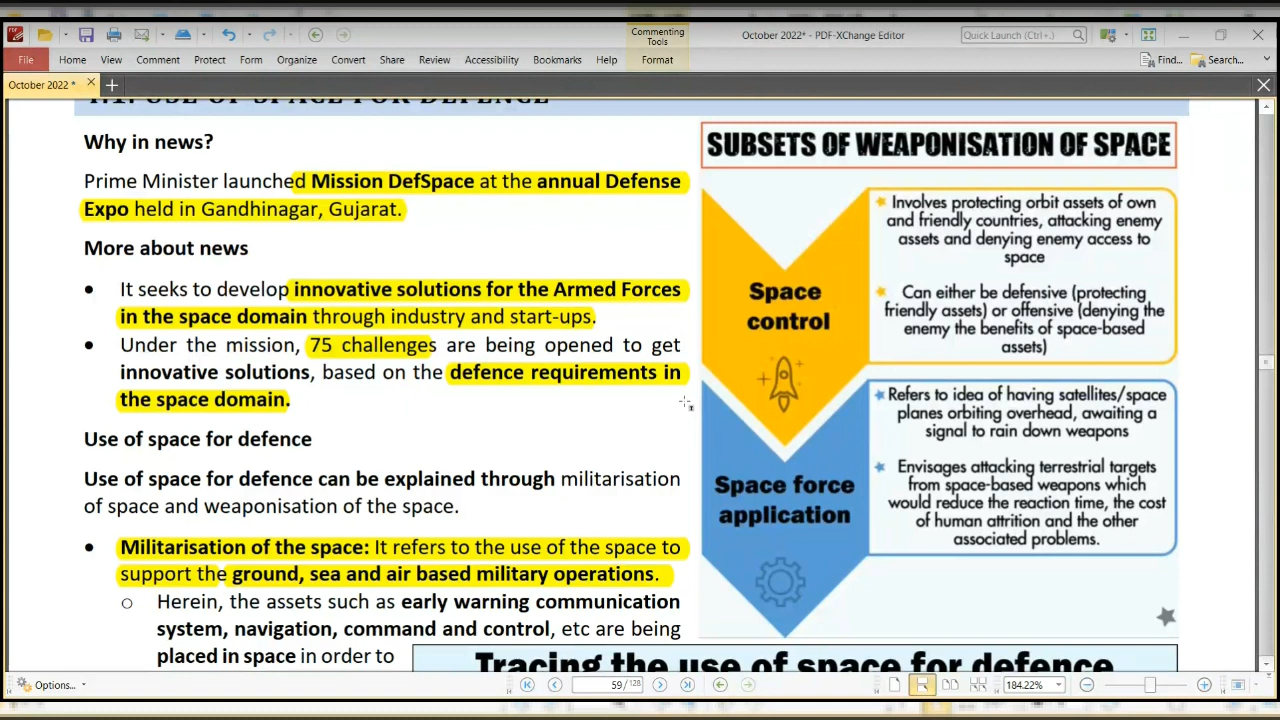 Commenting
Tools
October 2022* - PDF-XChange Editor
Quick Launch (Ctrl+.)
File
Home
View
Comment
Protect
Form
Organize
Convert
Share
Review
Accessibility
Bookmarks
Help
Format
Find...
Search...
October 2022 *
USE OF SPACE FOR DEFENCE
Why in news?
Prime Minister launched Mission DefSpace at the annual Defense
Expo held in Gandhinagar, Gujarat.
More about news
• It seeks to develop innovative solutions for the Armed Forces
in the space domain through industry and start-ups.
• Under the mission, 75 challenges are being opened to get
innovative solutions, based on the defence requirements in
the space domain.
Use of space for defence
Use of space for defence can be explained through militarisation
of space and weaponisation of the space.
• Militarisation of the space: It refers to the use of the space to
support the ground, sea and air based military operations.
o Herein, the assets such as early warning communication
system, navigation, command and control, etc are being
placed in space in order to
SUBSETS OF WEAPONISATION OF SPACE
Space
control
Involves protecting orbit assets of own
and friendly countries, attacking enemy
assets and denying enemy access to
space
Can either be defensive (protecting
friendly assets) or offensive (denying the
enemy the benefits of space-based
assets)
Space force
application
Refers to idea of having satellites/space
planes orbiting overhead, awaiting a
signal to rain down weapons
Envisages attacking terrestrial targets
from space-based weapons which
would reduce the reaction time, the cost
of human attrition and the other
associated problems.
Tracing the use of space for defence
Options...
59 / 128
184.22%